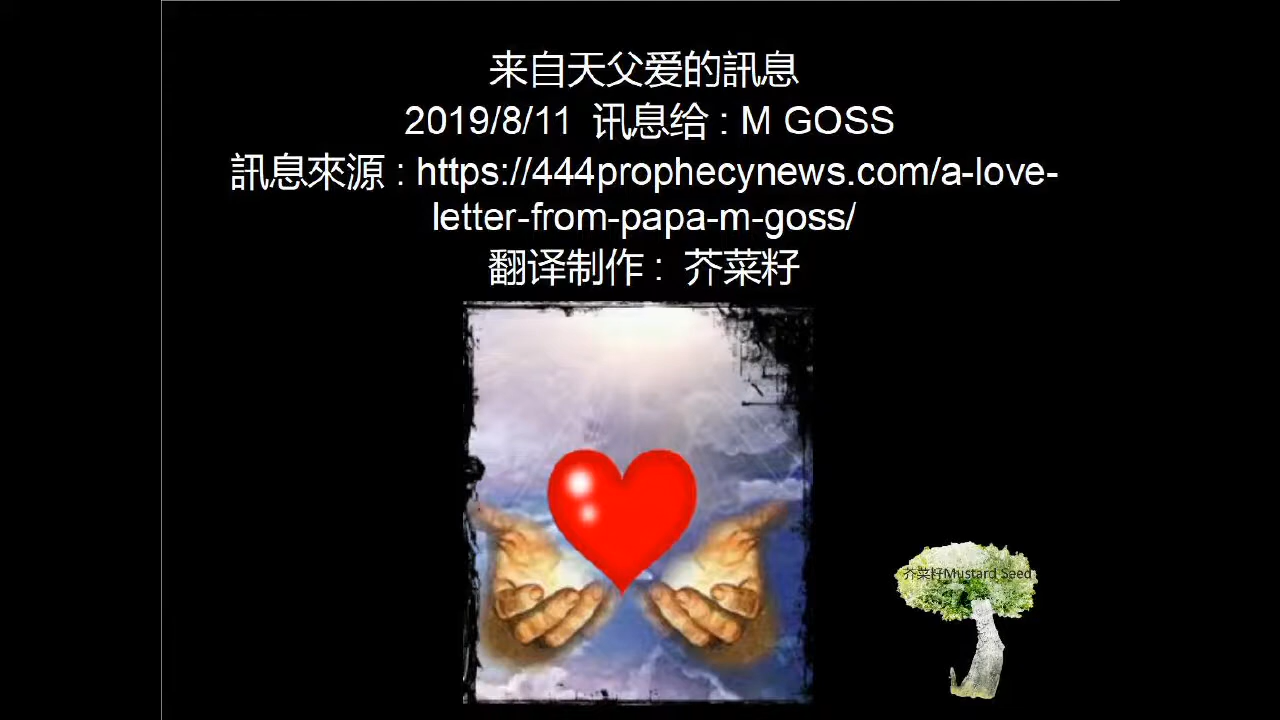 来自天父爱的訊息
2019/8/11 讯息给 : M GOSS
訊息來源 : https://444prophecynews.com/a-love-
letter-from-papa-m-goss/
翻译制作 : 芥菜籽
芥菜籽Mustard Seed